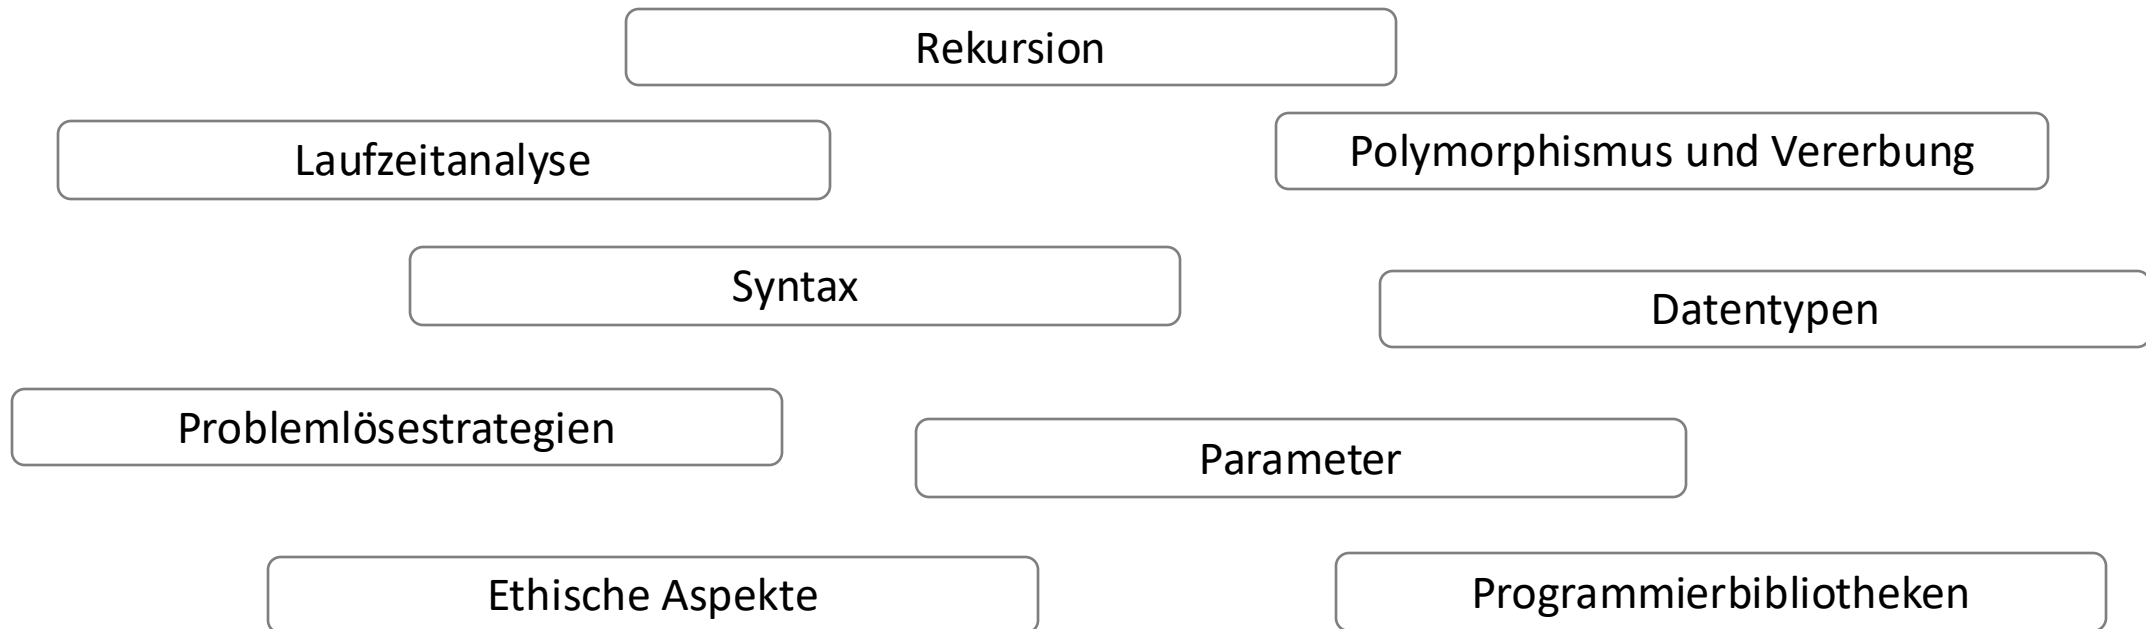 Rekursion
Laufzeitanalyse
Polymorphismus und Vererbung
Syntax
Datentypen
Problemlösestrategien
Parameter
Ethische Aspekte
Programmierbibliotheken